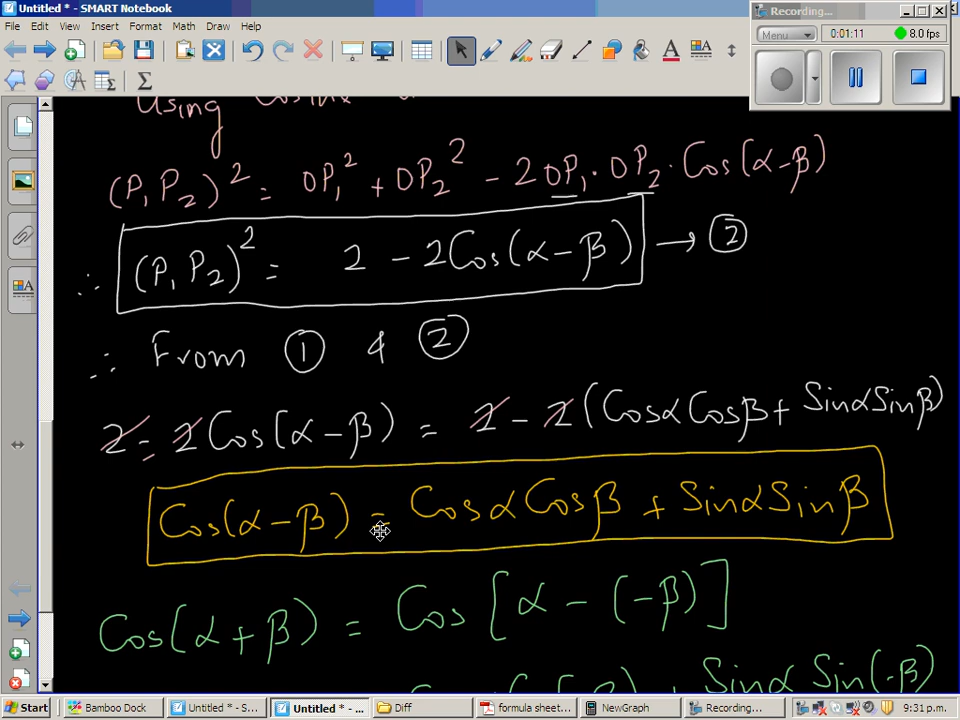 Untitled * - SMART Notebook
File Edit View Insert Format Math Draw Help
Recording...
Menu 0:01:11 8.0 fps
Using Cosine
(P₁P₂)² = OP₁² + OP₂² - 2OP₁·OP₂·Cos(α-β)
∴ (P₁P₂)² = 2 - 2Cos(α-β) → ②
∴ From ① & ②
2 - 2Cos(α-β) = 2 - 2(CosαCosβ + SinαSinβ)
Cos(α-β) = CosαCosβ + SinαSinβ
Cos(α+β) = Cos[α-(-β)]
+ Sinα Sin(-β)
Start Bamboo Dock Untitled * - S... Untitled * - ... Diff formula sheet... NewGraph Recording... 9:31 p.m.